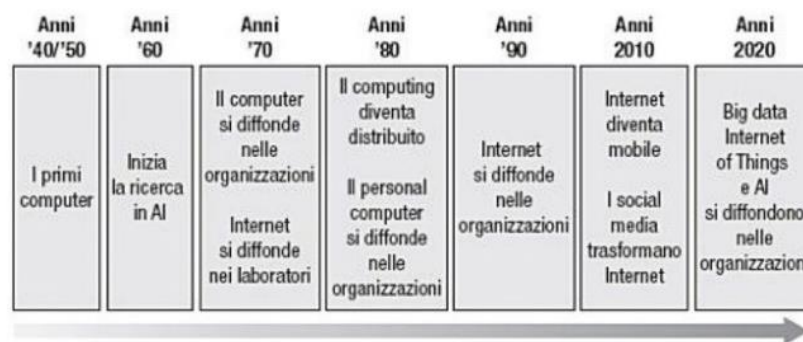 Anni
'40/'50
Anni
'60
Anni
'70
Anni
'80
Anni
'90
Anni
2010
Anni
2020
I primi
computer
Inizia
la ricerca
in AI
Il computer
si diffonde
nelle
organizzazioni
Internet
si diffonde
nei laboratori
Il computing
diventa
distribuito
Il personal
computer
si diffonde
nelle
organizzazioni
Internet
si diffonde
nelle
organizzazioni
Internet
diventa
mobile
I social
media
trasformano
Internet
Big data
Internet
of Things
e AI
si diffondono
nelle
organizzazion